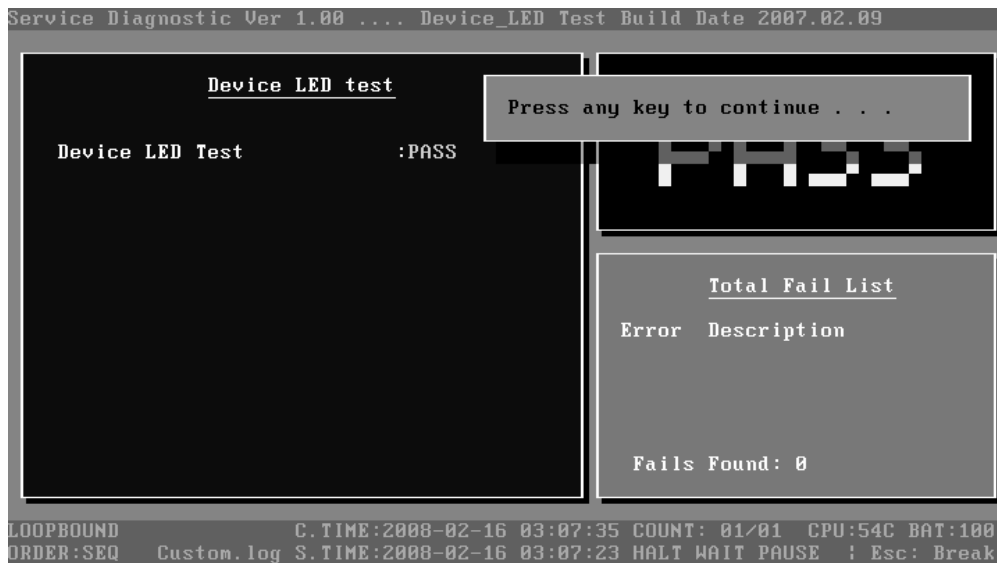 Service Diagnostic Ver 1.00 .... Device_LED Test Build Date 2007.02.09
Device LED test
Press any key to continue . . .
Device LED Test :PASS
PASS
Total Fail List
Error Description
Fails Found: 0
LOOPBOUND C.TIME:2008-02-16 03:07:35 COUNT: 01/01 CPU:54C BAT:100
ORDER:SEQ Custom.log S.TIME:2008-02-16 03:07:23 HALT WAIT PAUSE ¦ Esc: Break